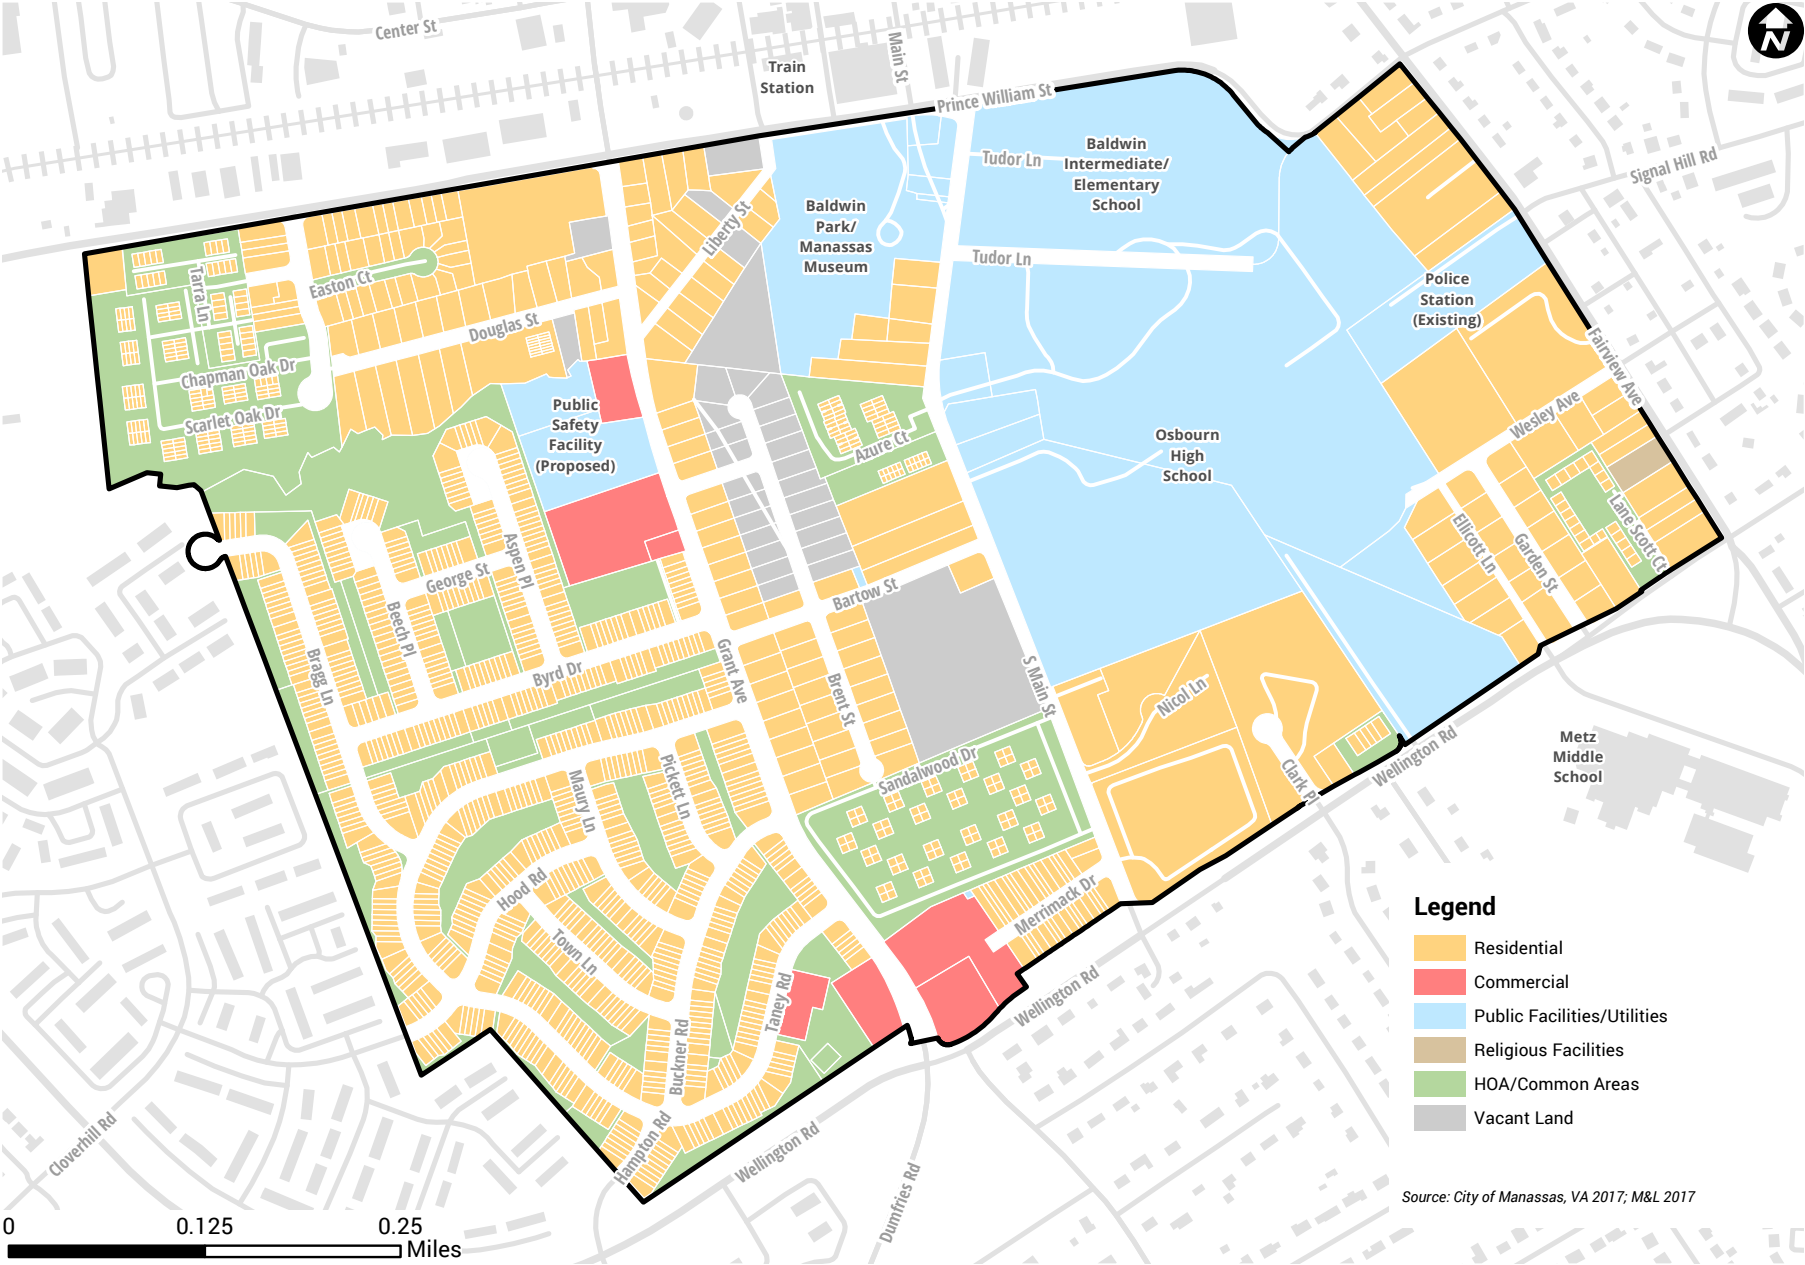 Center St
Main St
Train
Station
N
Prince William St
Tudor Ln
Baldwin
Intermediate/
Elementary
School
Signal Hill Rd
Liberty St
Baldwin
Park/
Manassas
Museum
Tudor Ln
Tarra Ln
Easton Ct
Police
Station
(Existing)
Douglas St
Fairview Ave
Chapman Oak Dr
Scarlet Oak Dr
Public
Safety
Facility
(Proposed)
Azure Ct
Wesley Ave
Osbourn
High
School
Aspen Pl
George St
Beech Pl
Ellicott Ln
Garden St
Lane Scott Ct
Bartow St
Bragg Ln
Byrd Dr
Grant Ave
Brent St
S Main St
Nicol Ln
Metz
Middle
School
Sandalwood Dr
Clark Pl
Wellington Rd
Maury Ln
Pickett Ln
Hood Rd
Town Ln
Merrimack Dr
Taney Rd
Wellington Rd
Buckner Rd
Hampton Rd
Wellington Rd
Cloverhill Rd
Dumfries Rd
Legend
Residential
Commercial
Public Facilities/Utilities
Religious Facilities
HOA/Common Areas
Vacant Land
Source: City of Manassas, VA 2017; M&L 2017
0 0.125 0.25
Miles